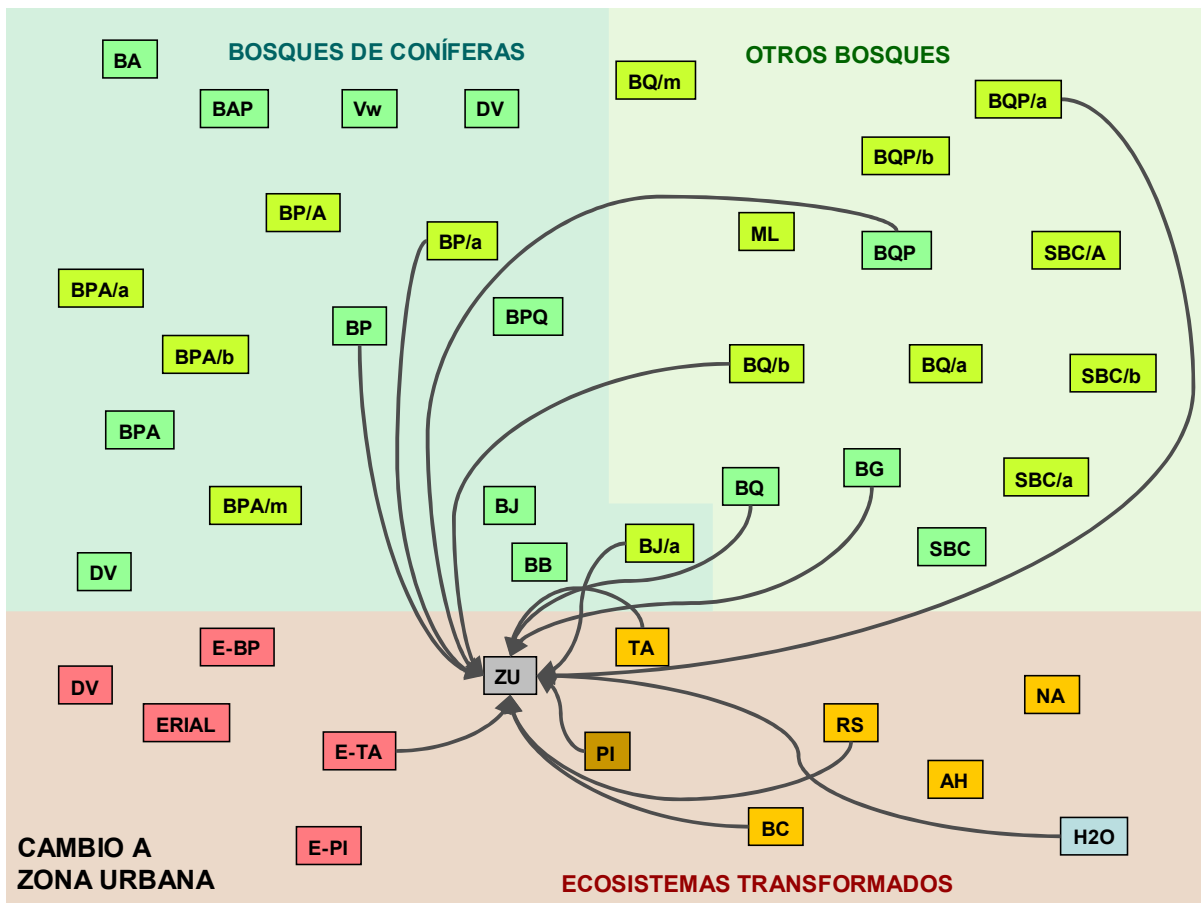 BOSQUES DE CONÍFERAS
OTROS BOSQUES
BA
BAP
Vw
DV
BQ/m
BQP/a
BQP/b
BP/A
BP/a
ML
BQP
SBC/A
BPA/a
BP
BPQ
BPA/b
BQ/b
BQ/a
SBC/b
BPA
BPA/m
BJ
BQ
BG
SBC/a
DV
BB
BJ/a
SBC
E-BP
TA
DV
ZU
NA
ERIAL
E-TA
PI
RS
AH
E-PI
BC
H2O
CAMBIO A
ZONA URBANA
ECOSISTEMAS TRANSFORMADOS